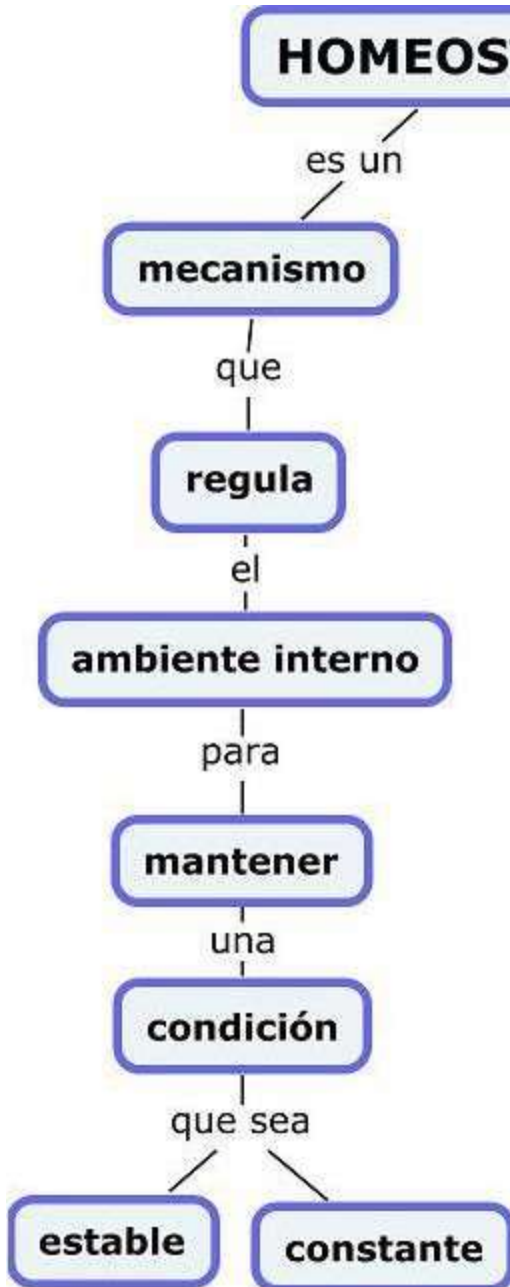 HOMEOS
es un
mecanismo
que
regula
el
ambiente interno
para
mantener
una
condición
que sea
estable
constante